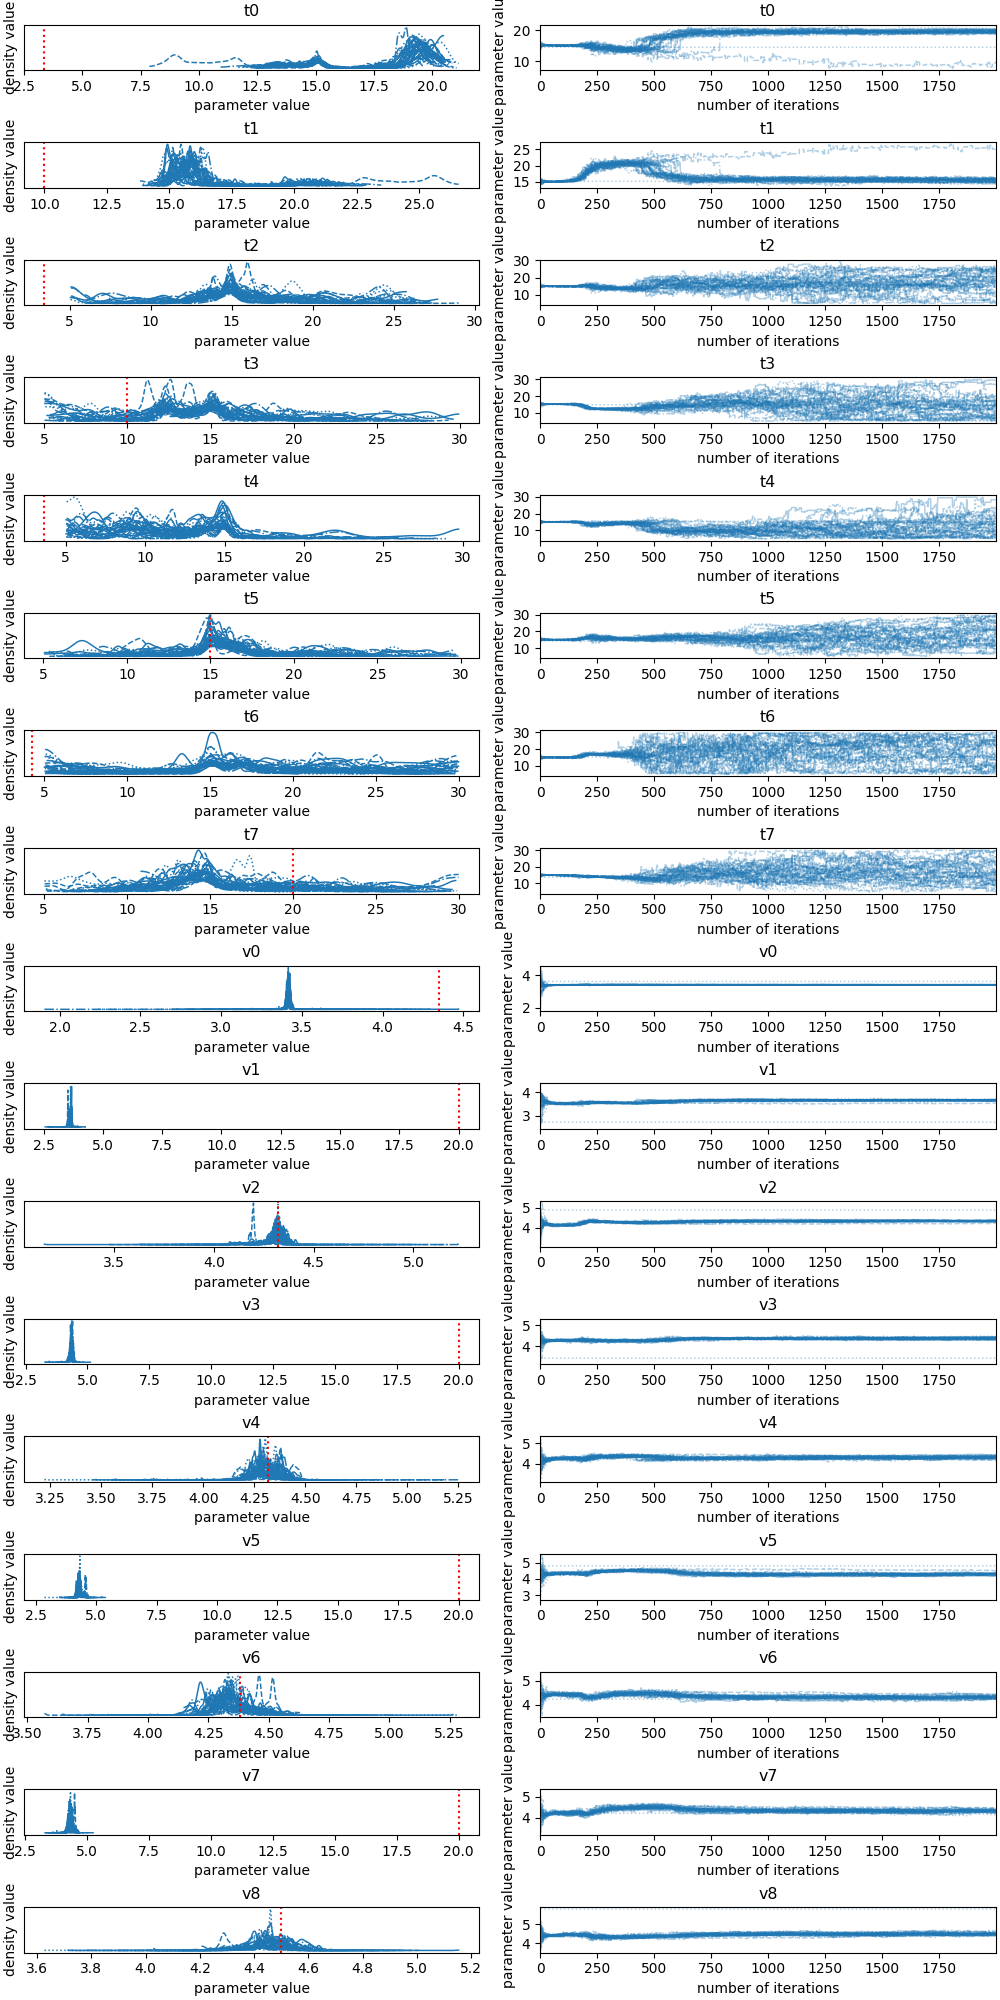 t0
density value
2.5 5.0 7.5 10.0 12.5 15.0 17.5 20.0
parameter value
t0
parameter value
20
10
0 250 500 750 1000 1250 1500 1750
number of iterations
t1
density value
10.0 12.5 15.0 17.5 20.0 22.5 25.0
parameter value
t1
parameter value
25
20
15
0 250 500 750 1000 1250 1500 1750
number of iterations
t2
density value
5 10 15 20 25 30
parameter value
t2
parameter value
30
20
10
0 250 500 750 1000 1250 1500 1750
number of iterations
t3
density value
5 10 15 20 25 30
parameter value
t3
parameter value
30
20
10
0 250 500 750 1000 1250 1500 1750
number of iterations
t4
density value
5 10 15 20 25 30
parameter value
t4
parameter value
30
20
10
0 250 500 750 1000 1250 1500 1750
number of iterations
t5
density value
5 10 15 20 25 30
parameter value
t5
parameter value
30
20
10
0 250 500 750 1000 1250 1500 1750
number of iterations
t6
density value
5 10 15 20 25 30
parameter value
t6
parameter value
30
20
10
0 250 500 750 1000 1250 1500 1750
number of iterations
t7
density value
5 10 15 20 25 30
parameter value
t7
parameter value
30
20
10
0 250 500 750 1000 1250 1500 1750
number of iterations
v0
density value
2.0 2.5 3.0 3.5 4.0 4.5
parameter value
v0
parameter value
4
2
0 250 500 750 1000 1250 1500 1750
number of iterations
v1
density value
2.5 5.0 7.5 10.0 12.5 15.0 17.5 20.0
parameter value
v1
parameter value
4
3
0 250 500 750 1000 1250 1500 1750
number of iterations
v2
density value
3.5 4.0 4.5 5.0
parameter value
v2
parameter value
5
4
0 250 500 750 1000 1250 1500 1750
number of iterations
v3
density value
2.5 5.0 7.5 10.0 12.5 15.0 17.5 20.0
parameter value
v3
parameter value
5
4
0 250 500 750 1000 1250 1500 1750
number of iterations
v4
density value
3.25 3.50 3.75 4.00 4.25 4.50 4.75 5.00 5.25
parameter value
v4
parameter value
5
4
0 250 500 750 1000 1250 1500 1750
number of iterations
v5
density value
2.5 5.0 7.5 10.0 12.5 15.0 17.5 20.0
parameter value
v5
parameter value
5
4
3
0 250 500 750 1000 1250 1500 1750
number of iterations
v6
density value
3.50 3.75 4.00 4.25 4.50 4.75 5.00 5.25
parameter value
v6
parameter value
5
4
0 250 500 750 1000 1250 1500 1750
number of iterations
v7
density value
2.5 5.0 7.5 10.0 12.5 15.0 17.5 20.0
parameter value
v7
parameter value
5
4
0 250 500 750 1000 1250 1500 1750
number of iterations
v8
density value
3.6 3.8 4.0 4.2 4.4 4.6 4.8 5.0 5.2
parameter value
v8
parameter value
5
4
0 250 500 750 1000 1250 1500 1750
number of iterations